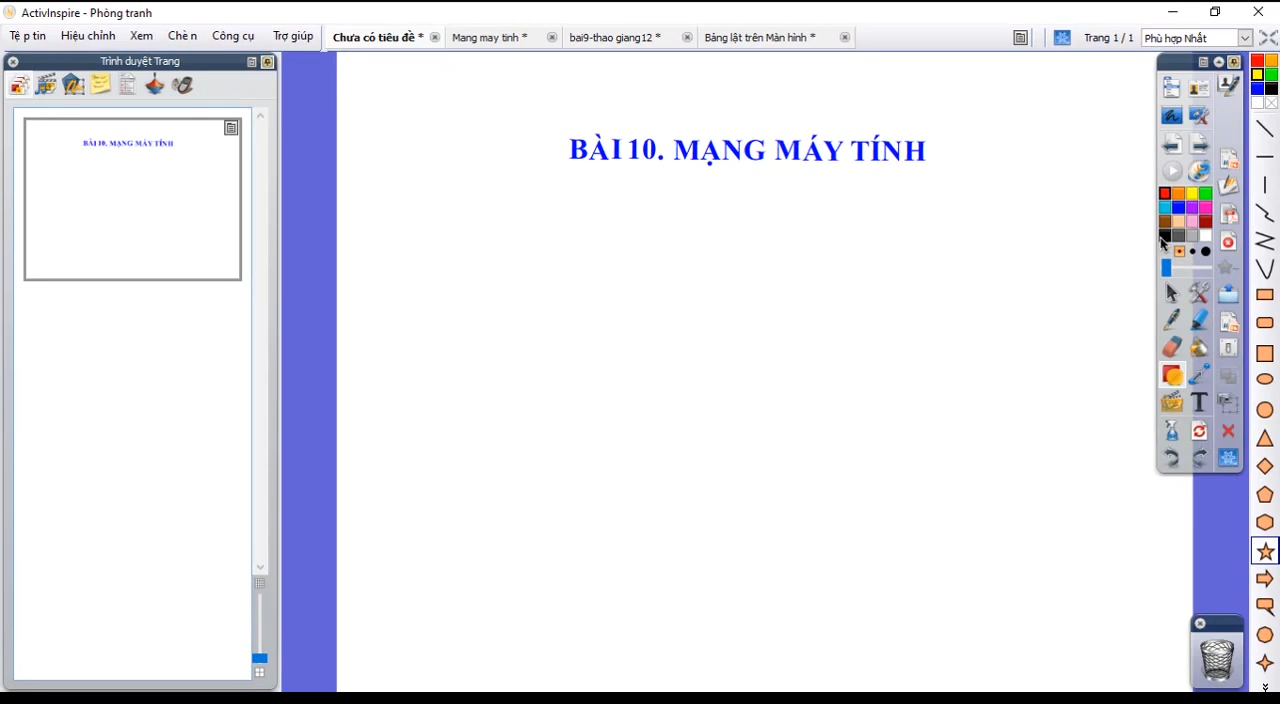 ActivInspire - Phòng tranh
Tệp tin Hiệu chỉnh Xem Chèn Công cụ Trợ giúp
Chưa có tiêu đề * Mang may tinh * bai9-thao giang12 * Bảng lật trên Màn hình * Trang 1 / 1 Phù hợp Nhất
Trình duyệt Trang
BÀI 10. MẠNG MÁY TÍNH
BÀI 10. MẠNG MÁY TÍNH